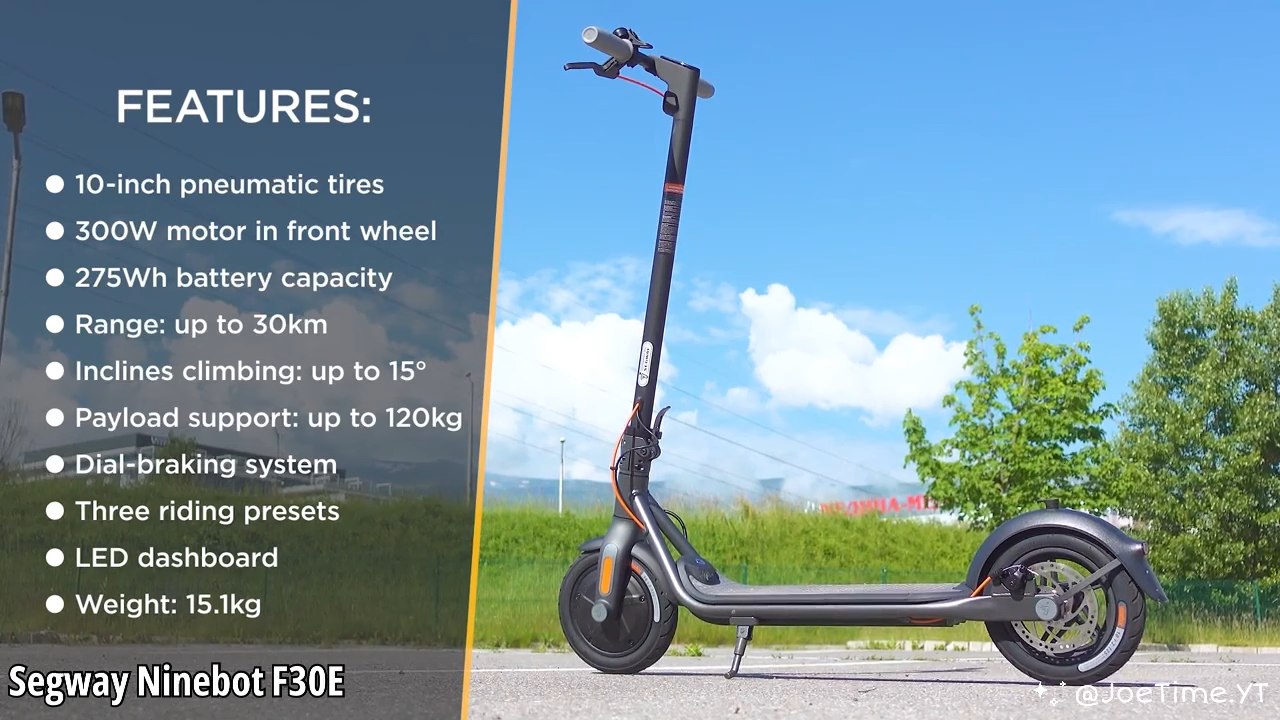 FEATURES:
10-inch pneumatic tires
300W motor in front wheel
275Wh battery capacity
Range: up to 30km
Inclines climbing: up to 15°
Payload support: up to 120kg
Dial-braking system
Three riding presets
LED dashboard
Weight: 15.1kg
Segway Ninebot F30E
@JoeTime.YT